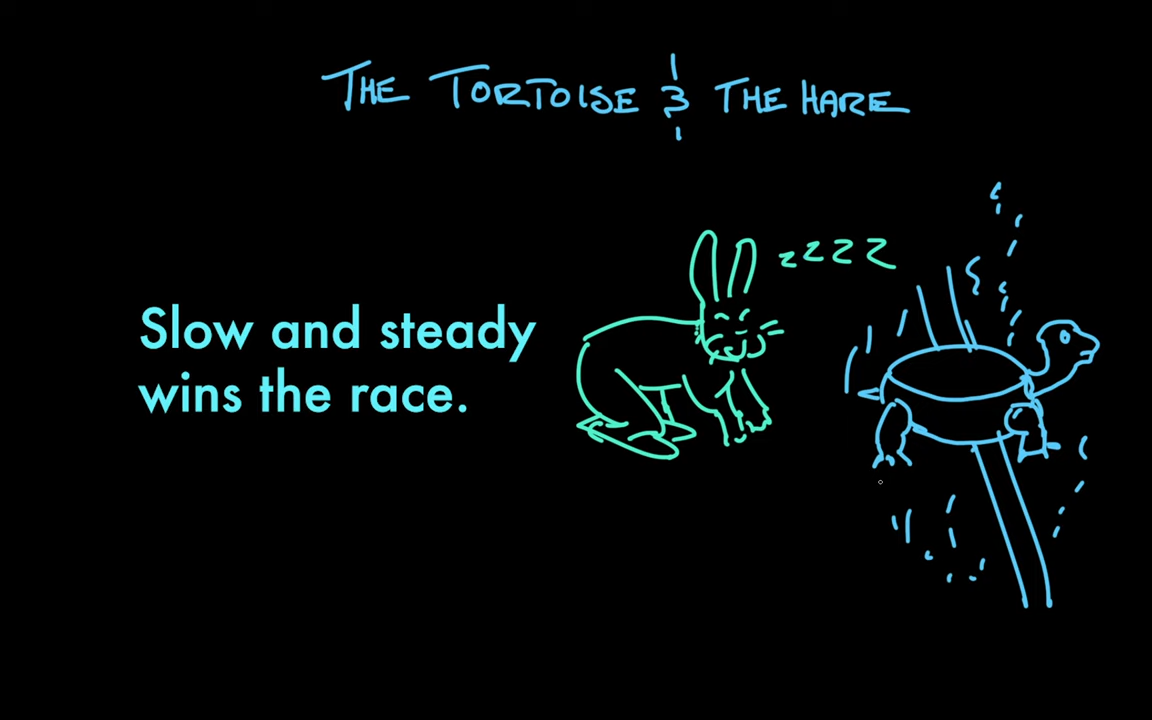 THE TORTOISE & THE HARE
zzZZ
Slow and steady
wins the race.